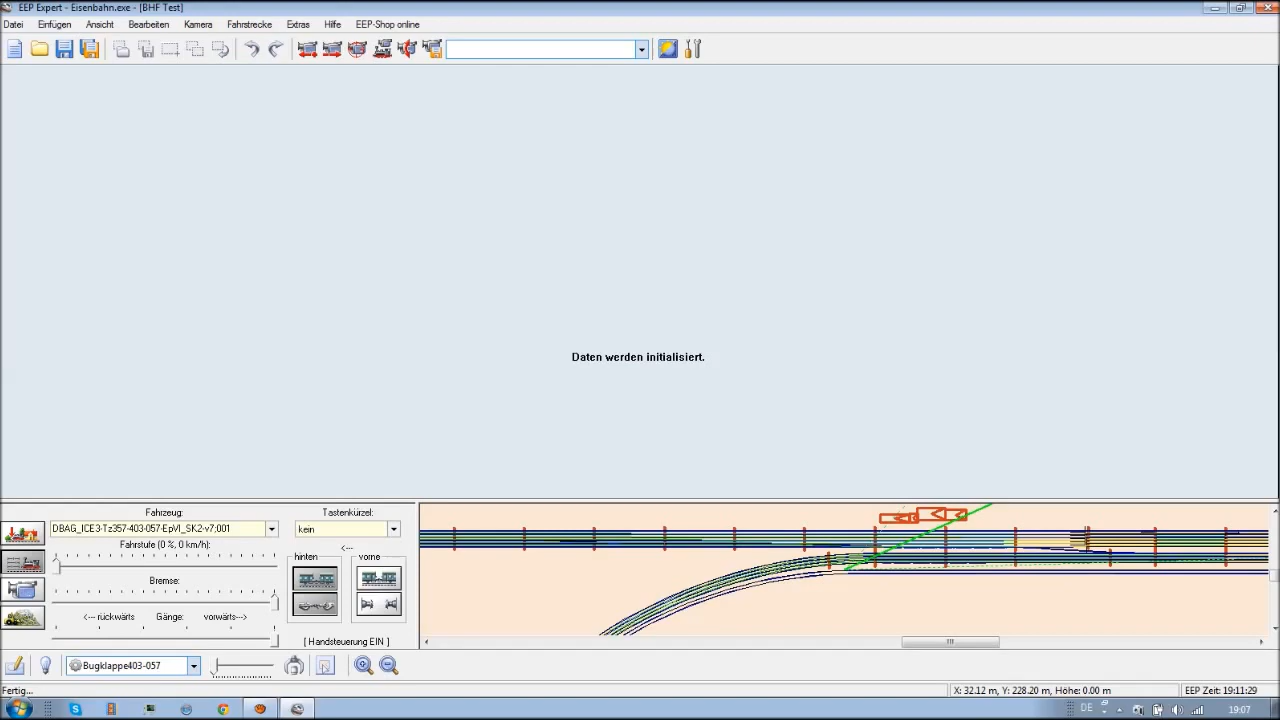 EEP Expert - Eisenbahn.exe - [BHF Test]
Datei Einfügen Ansicht Bearbeiten Kamera Fahrstrecke Extras Hilfe EEP-Shop online
Daten werden initialisiert.
Fahrzeug:
DBAG_ICE3-Tz357-403-057-EpVI_SK2-v7:001
Fahrstufe (0 %, 0 km/h):
Bremse:
<--- rückwärts Gänge: vorwärts--->
Tastenkürzel:
kein
<---
hinten vorne
[ Handsteuerung EIN ]
Bugklappe403-057
Fertig...
X: 32.12 m, Y: 228.20 m, Höhe: 0.00 m
EEP Zeit: 19:11:29
DE
19:07